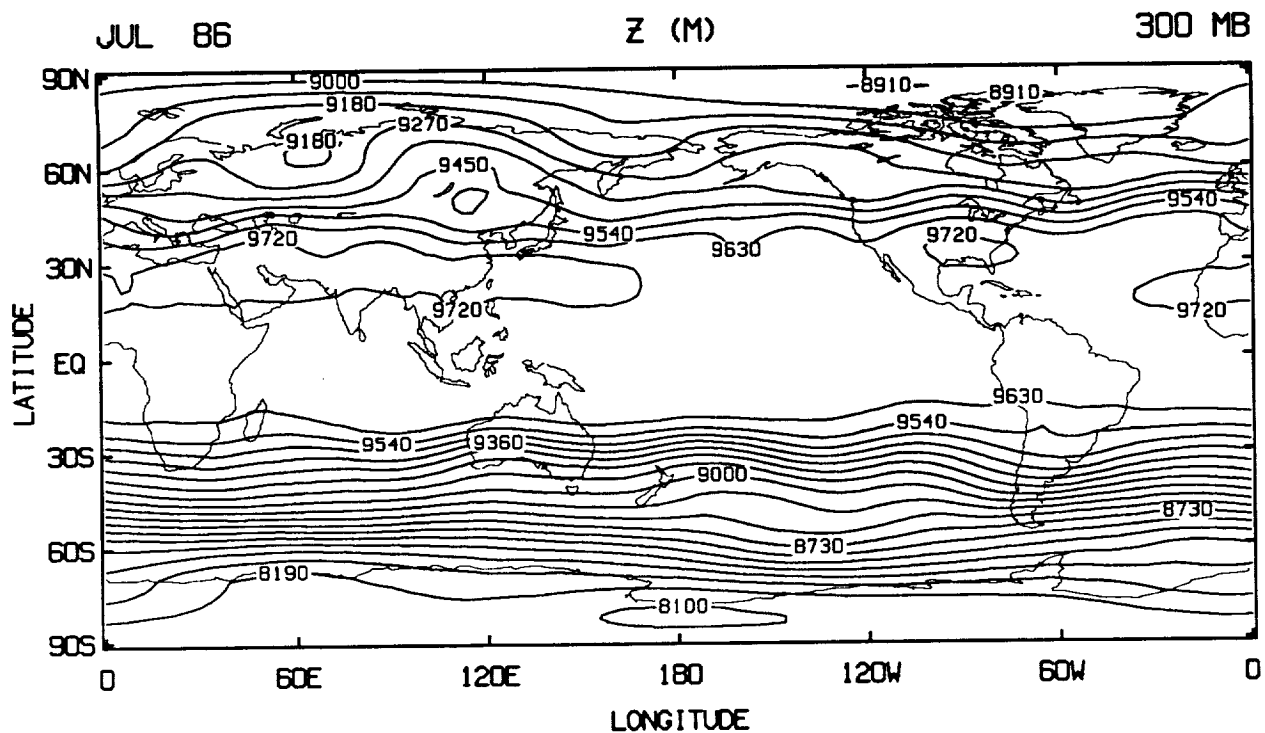 JUL 86 Z (M) 300 MB
90N 9000 -8910- 8910
9180
9270
9180
60N 9450
9540
9720 9540 9630 9720
30N
9720 9720
LATITUDE
EQ
9630
9540 9360 9540
30S
9000
8730
60S 8730
8190
8100
90S
0 60E 120E 180 120W 60W 0
LONGITUDE